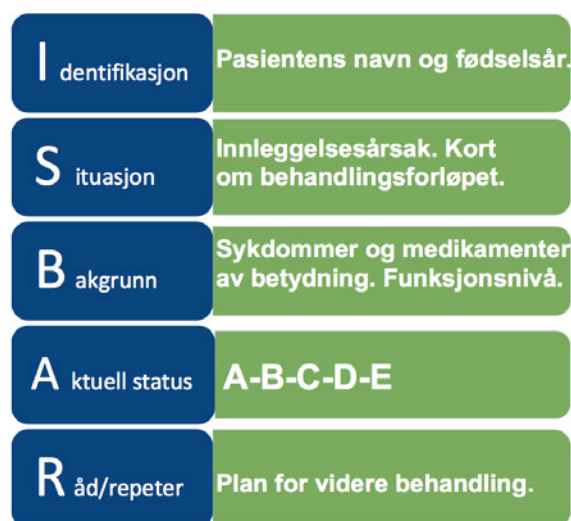 I dentifikasjon
Pasientens navn og fødselsår.
S ituasjon
Innleggelsesårsak. Kort
om behandlingsforløpet.
B akgrunn
Sykdommer og medikamenter
av betydning. Funksjonsnivå.
A ktuell status
A-B-C-D-E
R åd/repeter
Plan for videre behandling.